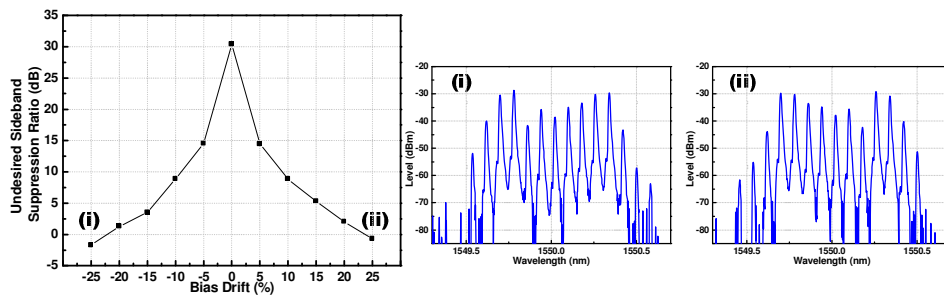 Undesired Sideband
Suppression Ratio (dB)
35
30
25
20
15
10
5
0
-5
(i)
(ii)
-25 -20 -15 -10 -5 0 5 10 15 20 25
Bias Drift (%)
(i)
Level (dBm)
-20
-30
-40
-50
-60
-70
-80
1549.5 1550.0 1550.5
Wavelength (nm)
(ii)
Level (dBm)
-20
-30
-40
-50
-60
-70
-80
1549.5 1550.0 1550.5
Wavelength (nm)